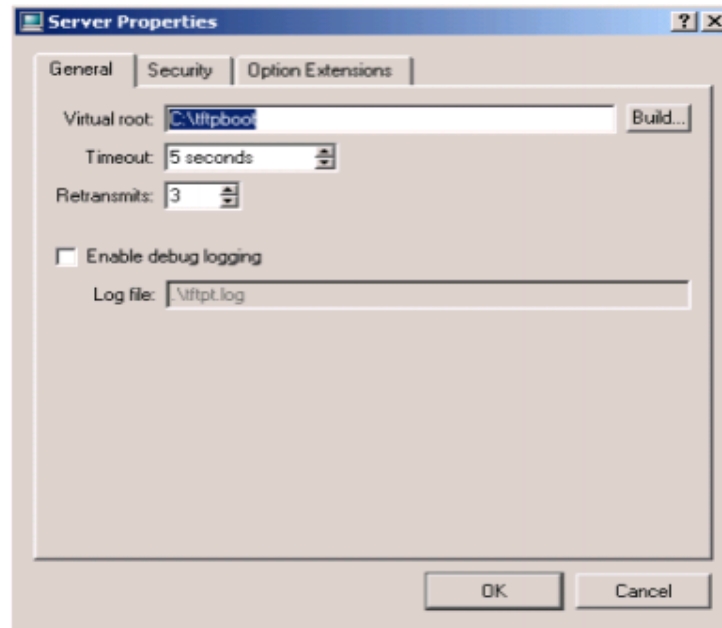 Server Properties
General Security Option Extensions
Virtual root: C:\tftpboot Build...
Timeout: 5 seconds
Retransmits: 3
Enable debug logging
Log file: .\tftpt.log
OK Cancel